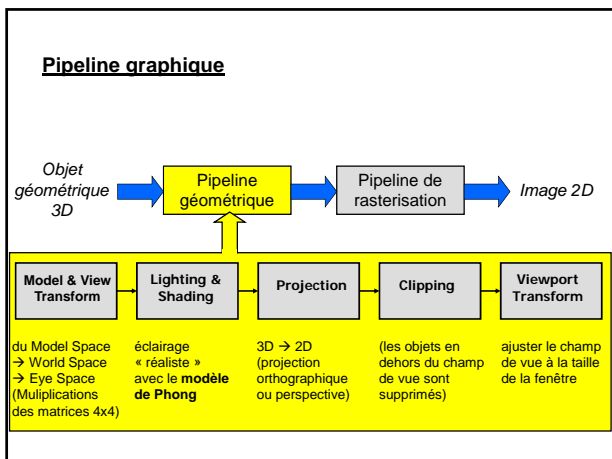 Pipeline graphique
Objet
géométrique
3D
Pipeline
géométrique
Pipeline de
rasterisation
Image 2D
Model & View
Transform
Lighting &
Shading
Projection
Clipping
Viewport
Transform
du Model Space
→ World Space
→ Eye Space
(Muliplications
des matrices 4x4)
éclairage
« réaliste »
avec le modèle
de Phong
3D → 2D
(projection
orthographique
ou perspective)
(les objets en
dehors du champ
de vue sont
supprimés)
ajuster le champ
de vue à la taille
de la fenêtre